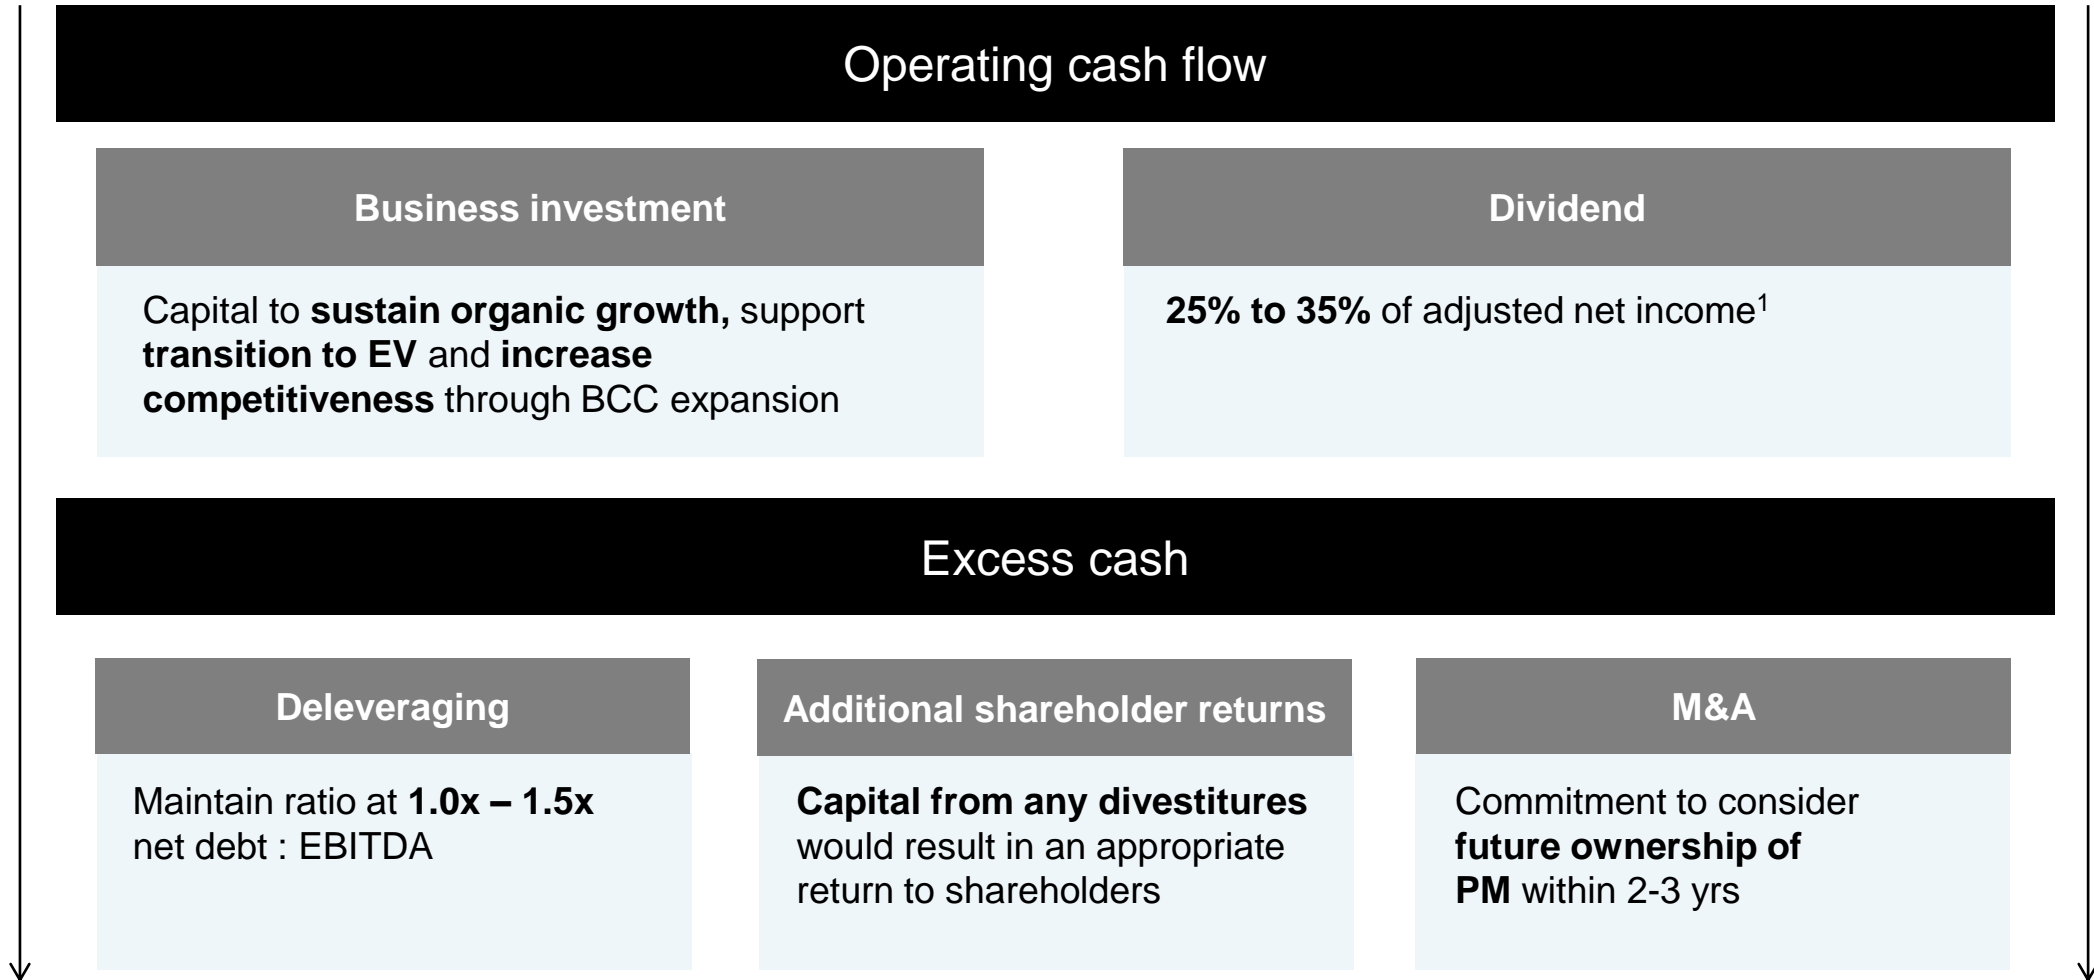 Operating cash flow
Business investment
Capital to sustain organic growth, support
transition to EV and increase
competitiveness through BCC expansion
Dividend
25% to 35% of adjusted net income¹
Excess cash
Deleveraging
Maintain ratio at 1.0x – 1.5x
net debt : EBITDA
Additional shareholder returns
Capital from any divestitures
would result in an appropriate
return to shareholders
M&A
Commitment to consider
future ownership of
PM within 2-3 yrs